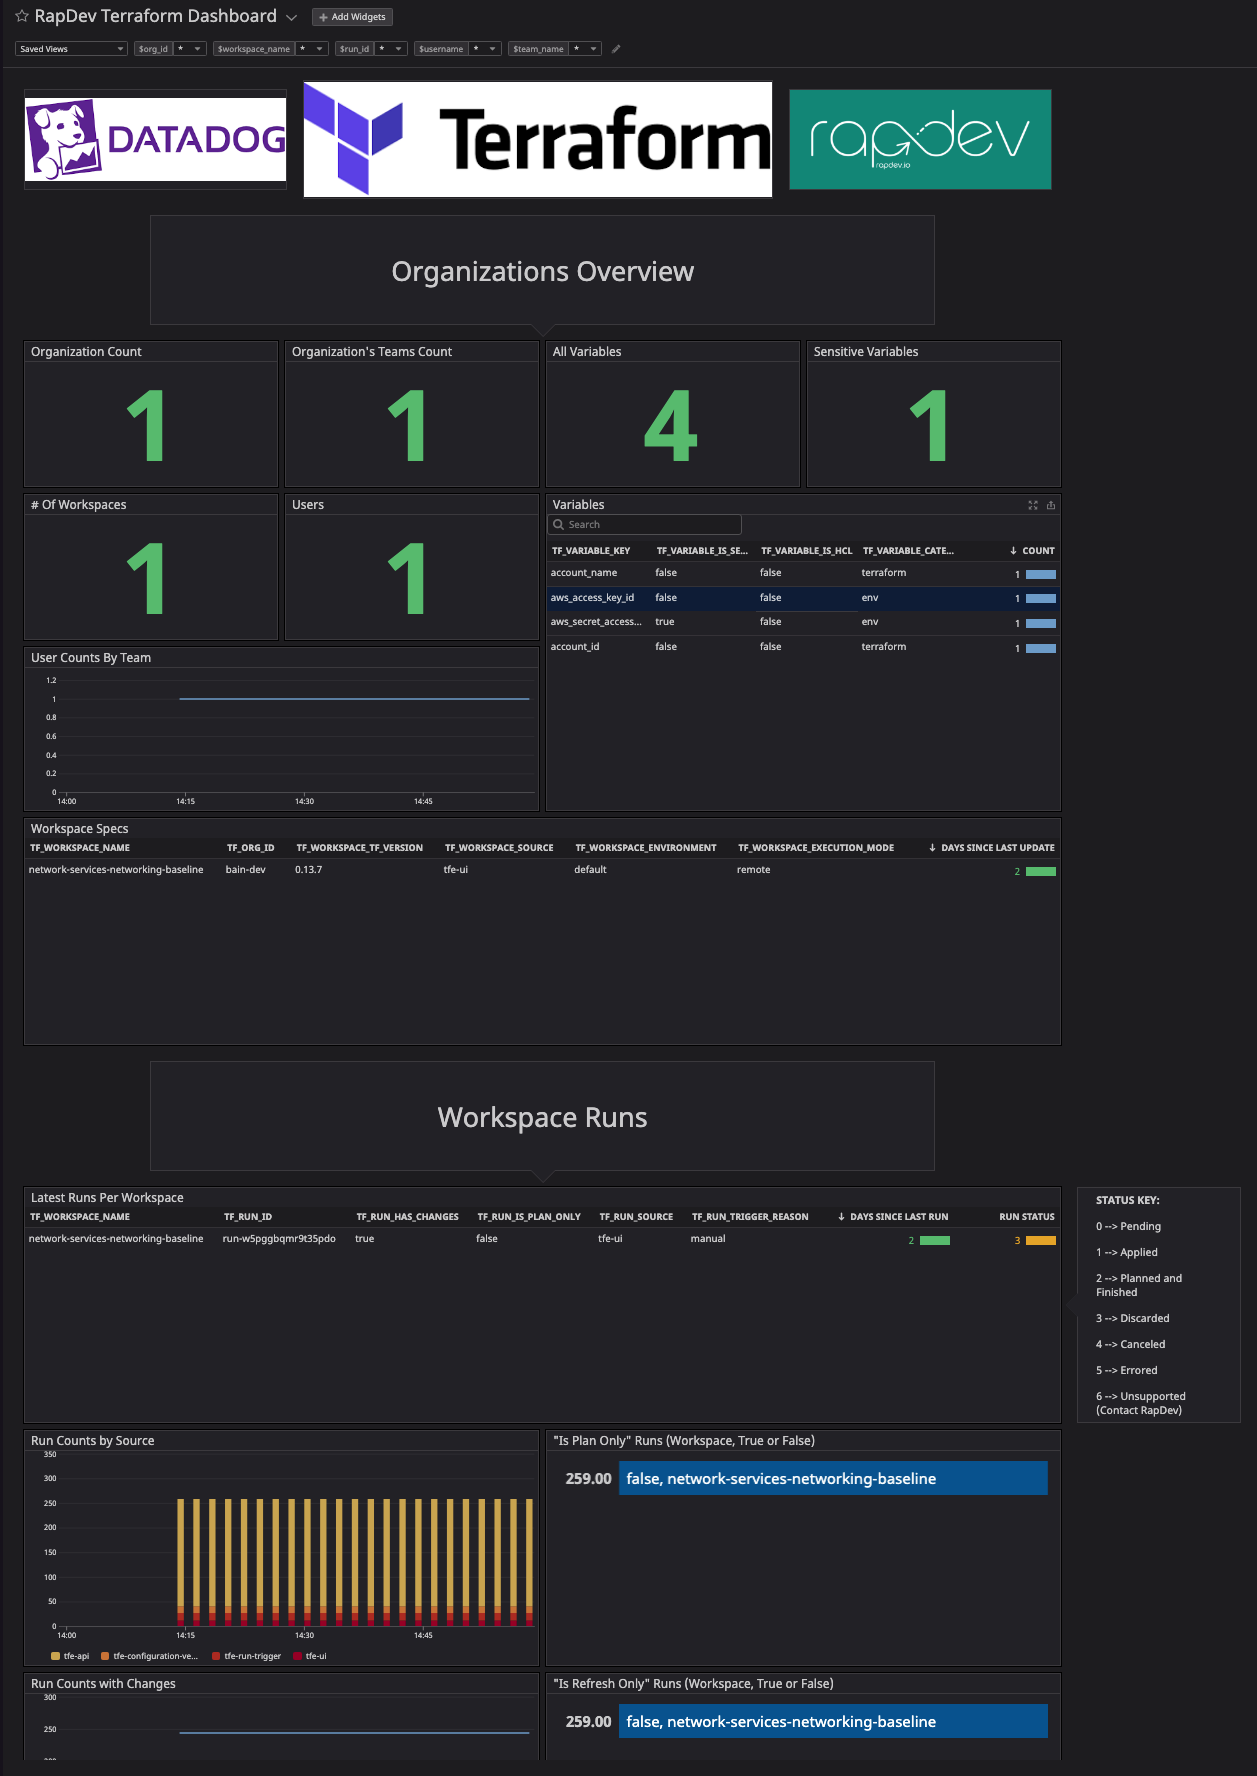 RapDev Terraform Dashboard
+ Add Widgets
Saved Views
$org_id *
$workspace_name *
$run_id *
$username *
$team_name *
DATADOG
Terraform
rapdev
rapdev.io
Organizations Overview
Organization Count
1
Organization's Teams Count
1
All Variables
4
Sensitive Variables
1
# Of Workspaces
1
Users
1
Variables
Search
TF_VARIABLE_KEY TF_VARIABLE_IS_SE... TF_VARIABLE_IS_HCL TF_VARIABLE_CATE... ↓ COUNT
account_name false false terraform 1
aws_access_key_id false false env 1
aws_secret_access... true false env 1
account_id false false terraform 1
User Counts By Team
1.2
1
0.8
0.6
0.4
0.2
0
14:00 14:15 14:30 14:45
Workspace Specs
TF_WORKSPACE_NAME TF_ORG_ID TF_WORKSPACE_TF_VERSION TF_WORKSPACE_SOURCE TF_WORKSPACE_ENVIRONMENT TF_WORKSPACE_EXECUTION_MODE ↓ DAYS SINCE LAST UPDATE
network-services-networking-baseline bain-dev 0.13.7 tfe-ui default remote 2
Workspace Runs
Latest Runs Per Workspace
TF_WORKSPACE_NAME TF_RUN_ID TF_RUN_HAS_CHANGES TF_RUN_IS_PLAN_ONLY TF_RUN_SOURCE TF_RUN_TRIGGER_REASON ↓ DAYS SINCE LAST RUN RUN STATUS
network-services-networking-baseline run-w5pggbqmr9t35pdo true false tfe-ui manual 2 3
STATUS KEY:
0 --> Pending
1 --> Applied
2 --> Planned and
Finished
3 --> Discarded
4 --> Canceled
5 --> Errored
6 --> Unsupported
(Contact RapDev)
Run Counts by Source
350
300
250
200
150
100
50
0
14:00 14:15 14:30 14:45
tfe-api tfe-configuration-ve... tfe-run-trigger tfe-ui
"Is Plan Only" Runs (Workspace, True or False)
259.00 false, network-services-networking-baseline
Run Counts with Changes
300
250
"Is Refresh Only" Runs (Workspace, True or False)
259.00 false, network-services-networking-baseline